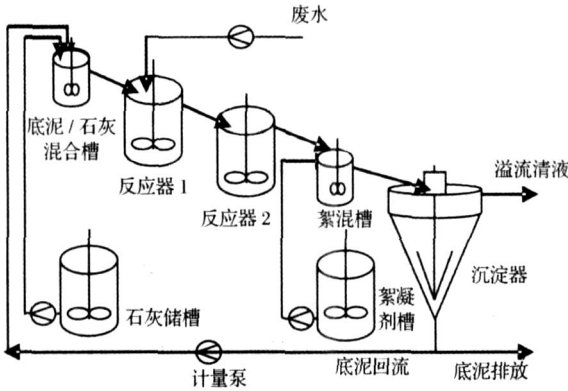 废水
底泥/石灰
混合槽
反应器1
反应器2
絮混槽
溢流清液
沉淀器
石灰储槽
絮凝
剂槽
计量泵
底泥回流
底泥排放